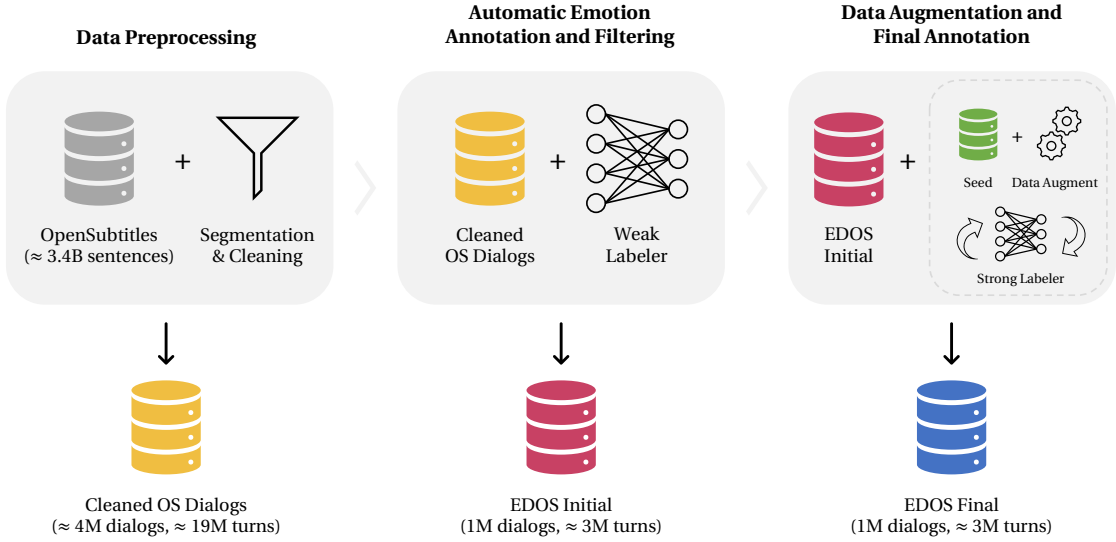 Data Preprocessing
Automatic Emotion
Annotation and Filtering
Data Augmentation and
Final Annotation
+
OpenSubtitles
(≈ 3.4B sentences)
Segmentation
& Cleaning
+
Cleaned
OS Dialogs
Weak
Labeler
+
EDOS
Initial
+
Seed
Data Augment
Strong Labeler
Cleaned OS Dialogs
(≈ 4M dialogs, ≈ 19M turns)
EDOS Initial
(1M dialogs, ≈ 3M turns)
EDOS Final
(1M dialogs, ≈ 3M turns)